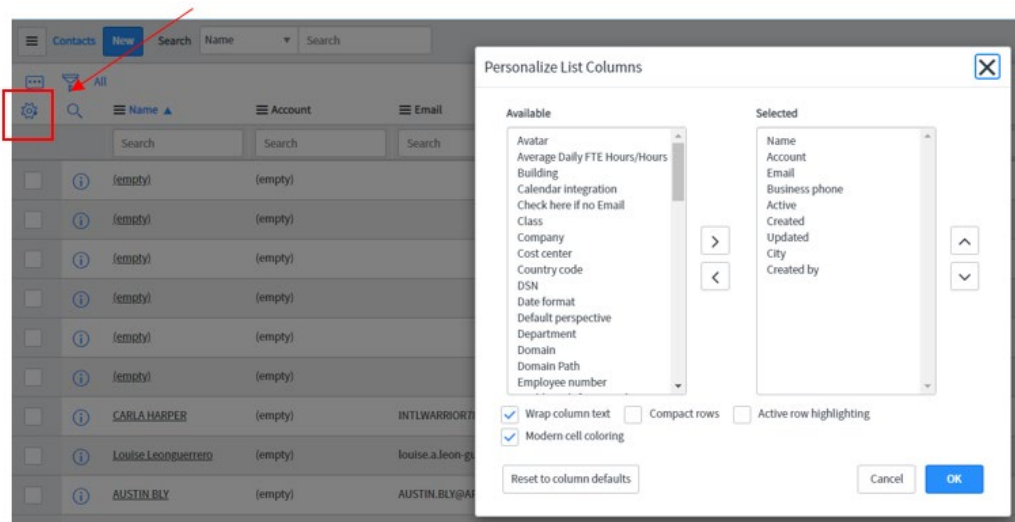 Contacts New Search Name Search
All
Name Account Email
Search Search Search
(empty) (empty)
(empty) (empty)
(empty) (empty)
(empty) (empty)
(empty) (empty)
(empty) (empty)
CARLA HARPER (empty)
Louise Leonguerrero (empty) louise.a.leon-gu
AUSTIN BLY (empty)
Personalize List Columns
Available
Avatar
Average Daily FTE Hours/Hours
Building
Calendar integration
Check here if no Email
Class
Company
Cost center
Country code
DSN
Date format
Default perspective
Department
Domain
Domain Path
Employee number
Selected
Name
Account
Email
Business phone
Active
Created
Updated
City
Created by
Wrap column text Compact rows Active row highlighting
Modern cell coloring
Reset to column defaults Cancel OK